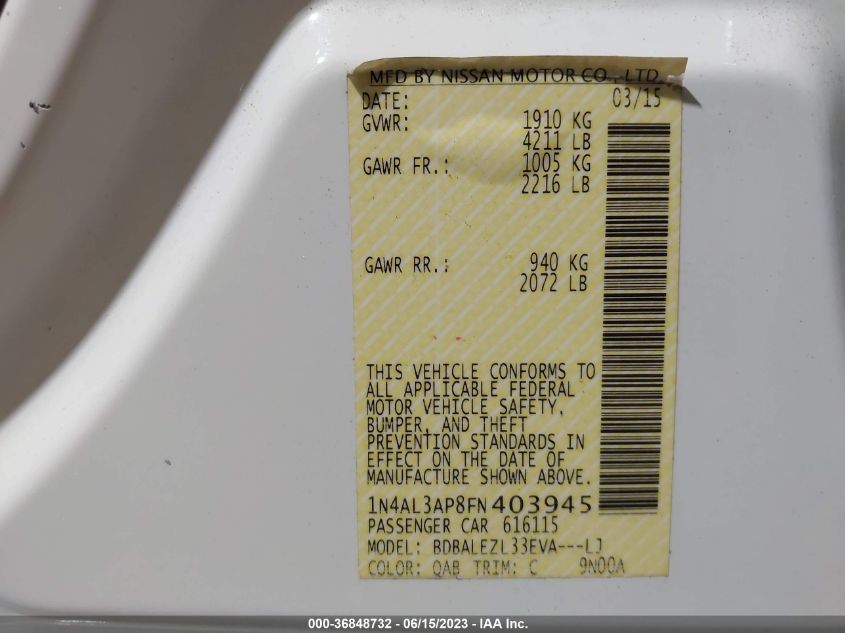 MFD BY NISSAN MOTOR CO., LTD.
DATE: 03/15
GVWR: 1910 KG
4211 LB
GAWR FR.: 1005 KG
2216 LB
GAWR RR.: 940 KG
2072 LB
THIS VEHICLE CONFORMS TO
ALL APPLICABLE FEDERAL
MOTOR VEHICLE SAFETY,
BUMPER, AND THEFT
PREVENTION STANDARDS IN
EFFECT ON THE DATE OF
MANUFACTURE SHOWN ABOVE.
1N4AL3AP8FN403945
PASSENGER CAR 616115
MODEL: BDBALEZL33EVA---LJ
COLOR: QAB TRIM: C 9N00A
000-36848732 - 06/15/2023 - IAA Inc.